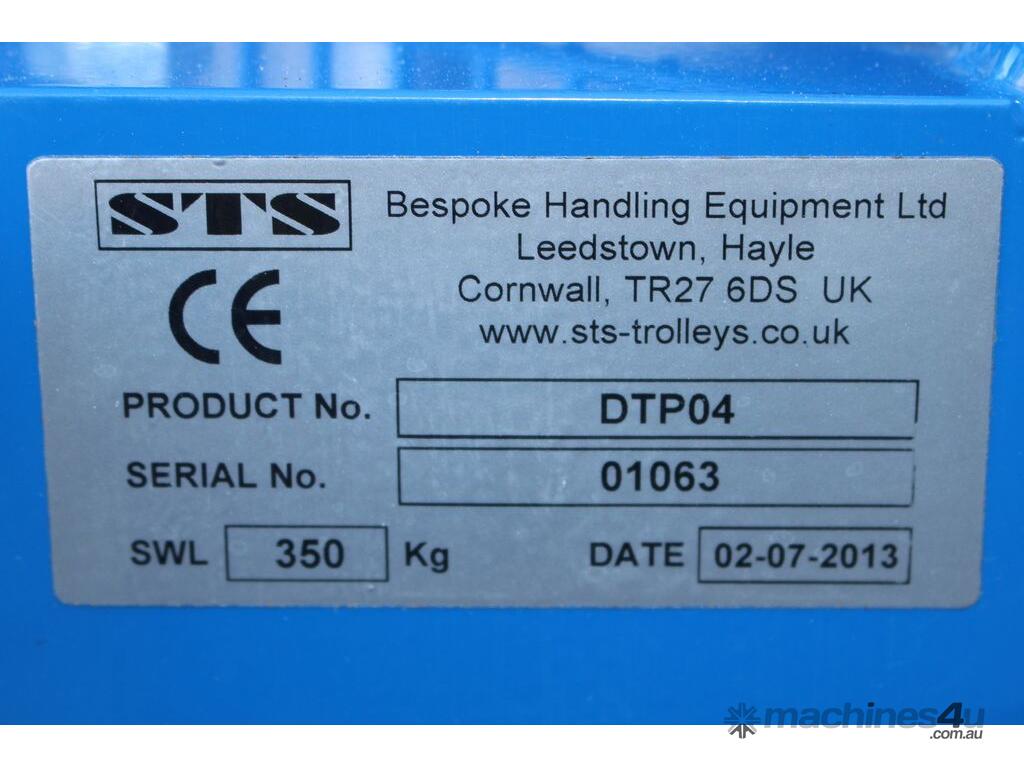 STS
Bespoke Handling Equipment Ltd
Leedstown, Hayle
Cornwall, TR27 6DS UK
www.sts-trolleys.co.uk
CE
PRODUCT No. DTP04
SERIAL No. 01063
SWL 350 Kg DATE 02-07-2013
machines4u
.com.au